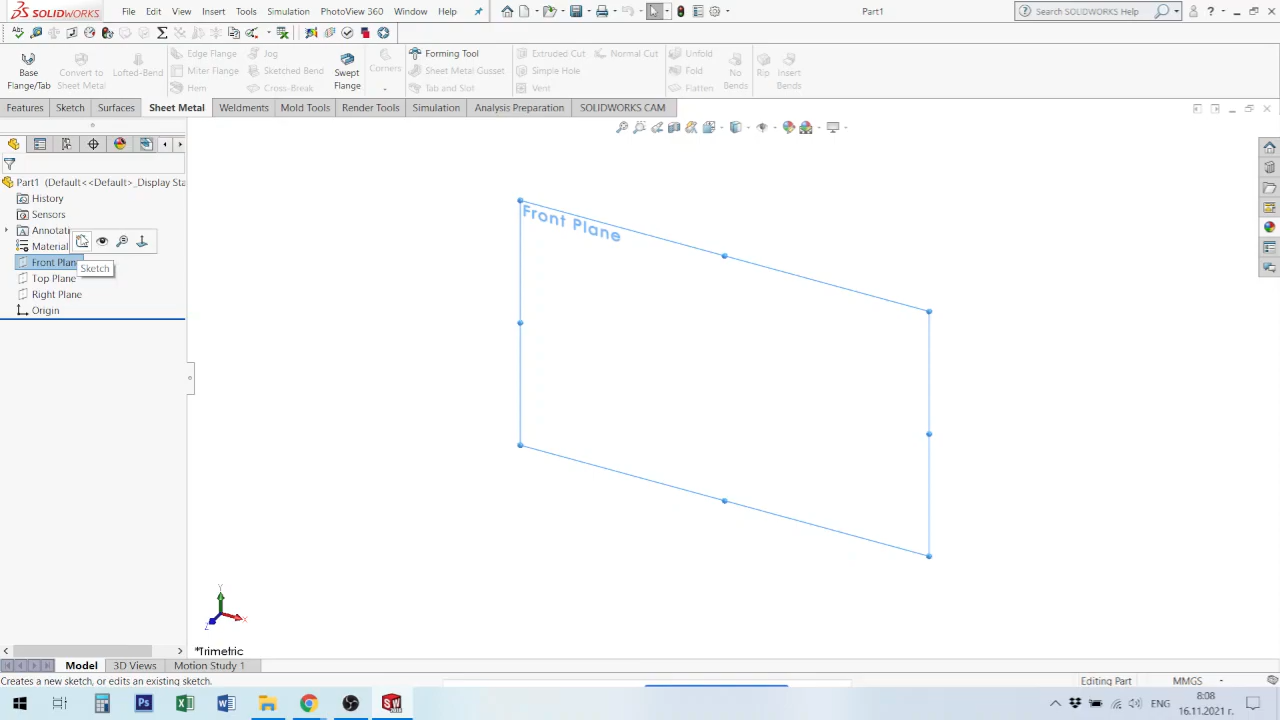 SOLIDWORKS File Edit View Insert Tools Simulation PhotoView 360 Window Help Part1 Search SOLIDWORKS Help
Base Flange/Tab Convert to Sheet Metal Lofted-Bend Edge Flange Miter Flange Hem Jog Sketched Bend Cross-Break Swept Flange Corners Forming Tool Sheet Metal Gusset Tab and Slot Extruded Cut Simple Hole Vent Normal Cut Unfold Fold Flatten No Bends Rip Insert Bends
Features Sketch Surfaces Sheet Metal Weldments Mold Tools Render Tools Simulation Analysis Preparation SOLIDWORKS CAM
Part1 (Default<<Default>_Display Sta
History
Sensors
Annotat
Material
Front Plan
Sketch
Top Plane
Right Plane
Origin
Front Plane
Y
X
Z
*Trimetric
Model 3D Views Motion Study 1
Creates a new sketch, or edits an existing sketch. Editing Part MMGS
ENG 8:08 16.11.2021 г.